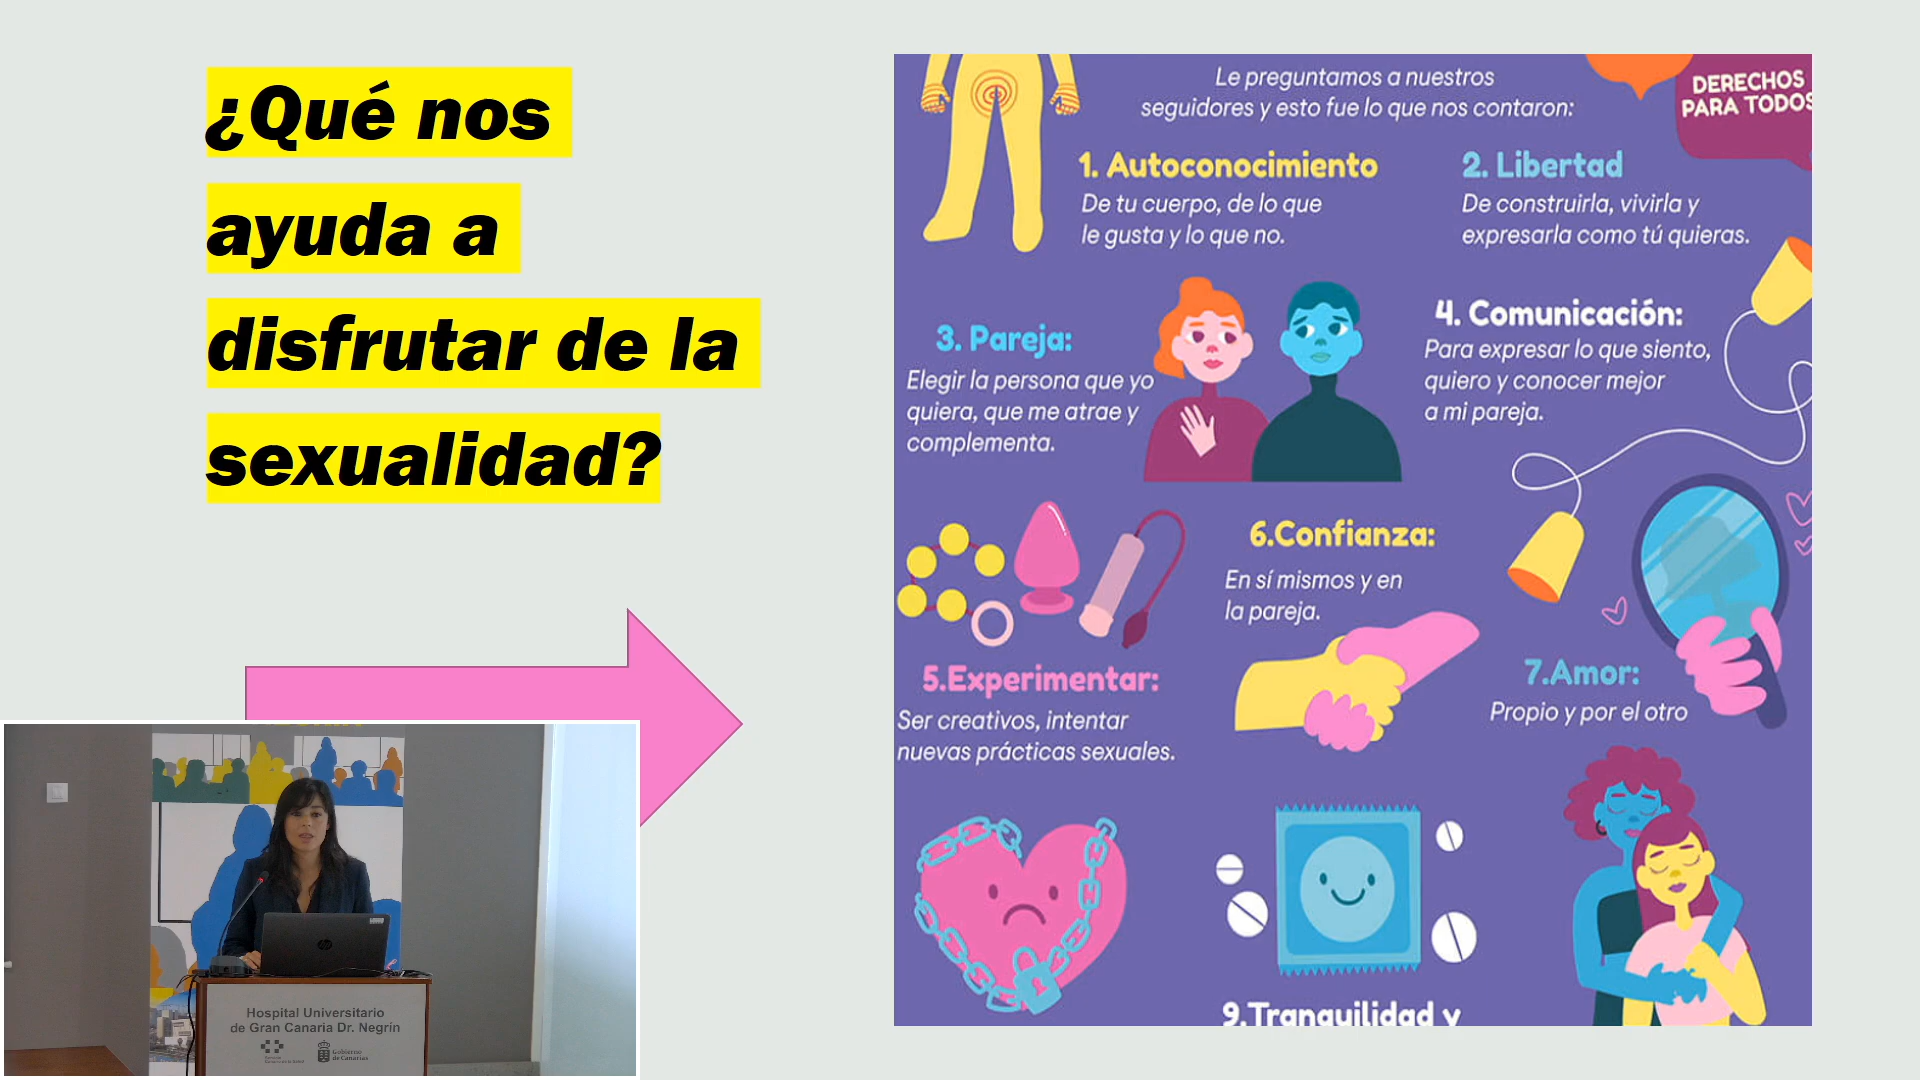 ¿Qué nos
ayuda a
disfrutar de la
sexualidad?
Le preguntamos a nuestros
seguidores y esto fue lo que nos contaron:
DERECHOS
PARA TODOS
1. Autoconocimiento
De tu cuerpo, de lo que
le gusta y lo que no.
2. Libertad
De construirla, vivirla y
expresarla como tú quieras.
3. Pareja:
Elegir la persona que yo
quiera, que me atrae y
complementa.
4. Comunicación:
Para expresar lo que siento,
quiero y conocer mejor
a mi pareja.
5.Experimentar:
Ser creativos, intentar
nuevas prácticas sexuales.
6.Confianza:
En sí mismos y en
la pareja.
7.Amor:
Propio y por el otro
9.Tranquilidad y
Hospital Universitario
de Gran Canaria Dr. Negrín
Gobierno
de Canarias